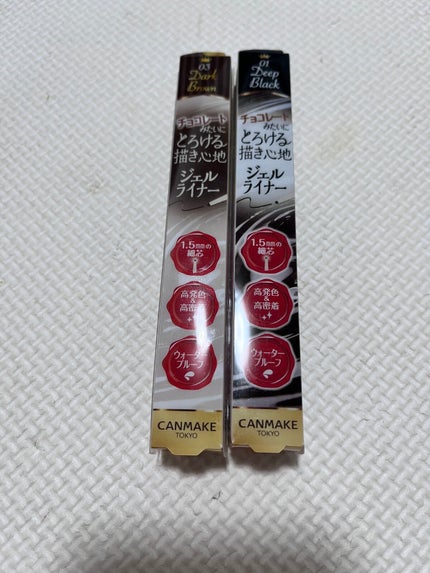 03
Dark
Brown
チョコレート
みたいに
とろける
描き心地
ジェル
ライナー
1.5mmの
細芯
高発色
&
高密着
ウォーター
プルーフ
CANMAKE
TOKYO
01
Deep
Black
チョコレート
みたいに
とろける
描き心地
ジェル
ライナー
1.5mmの
細芯
高発色
&
高密着
ウォーター
プルーフ
CANMAKE
TOKYO